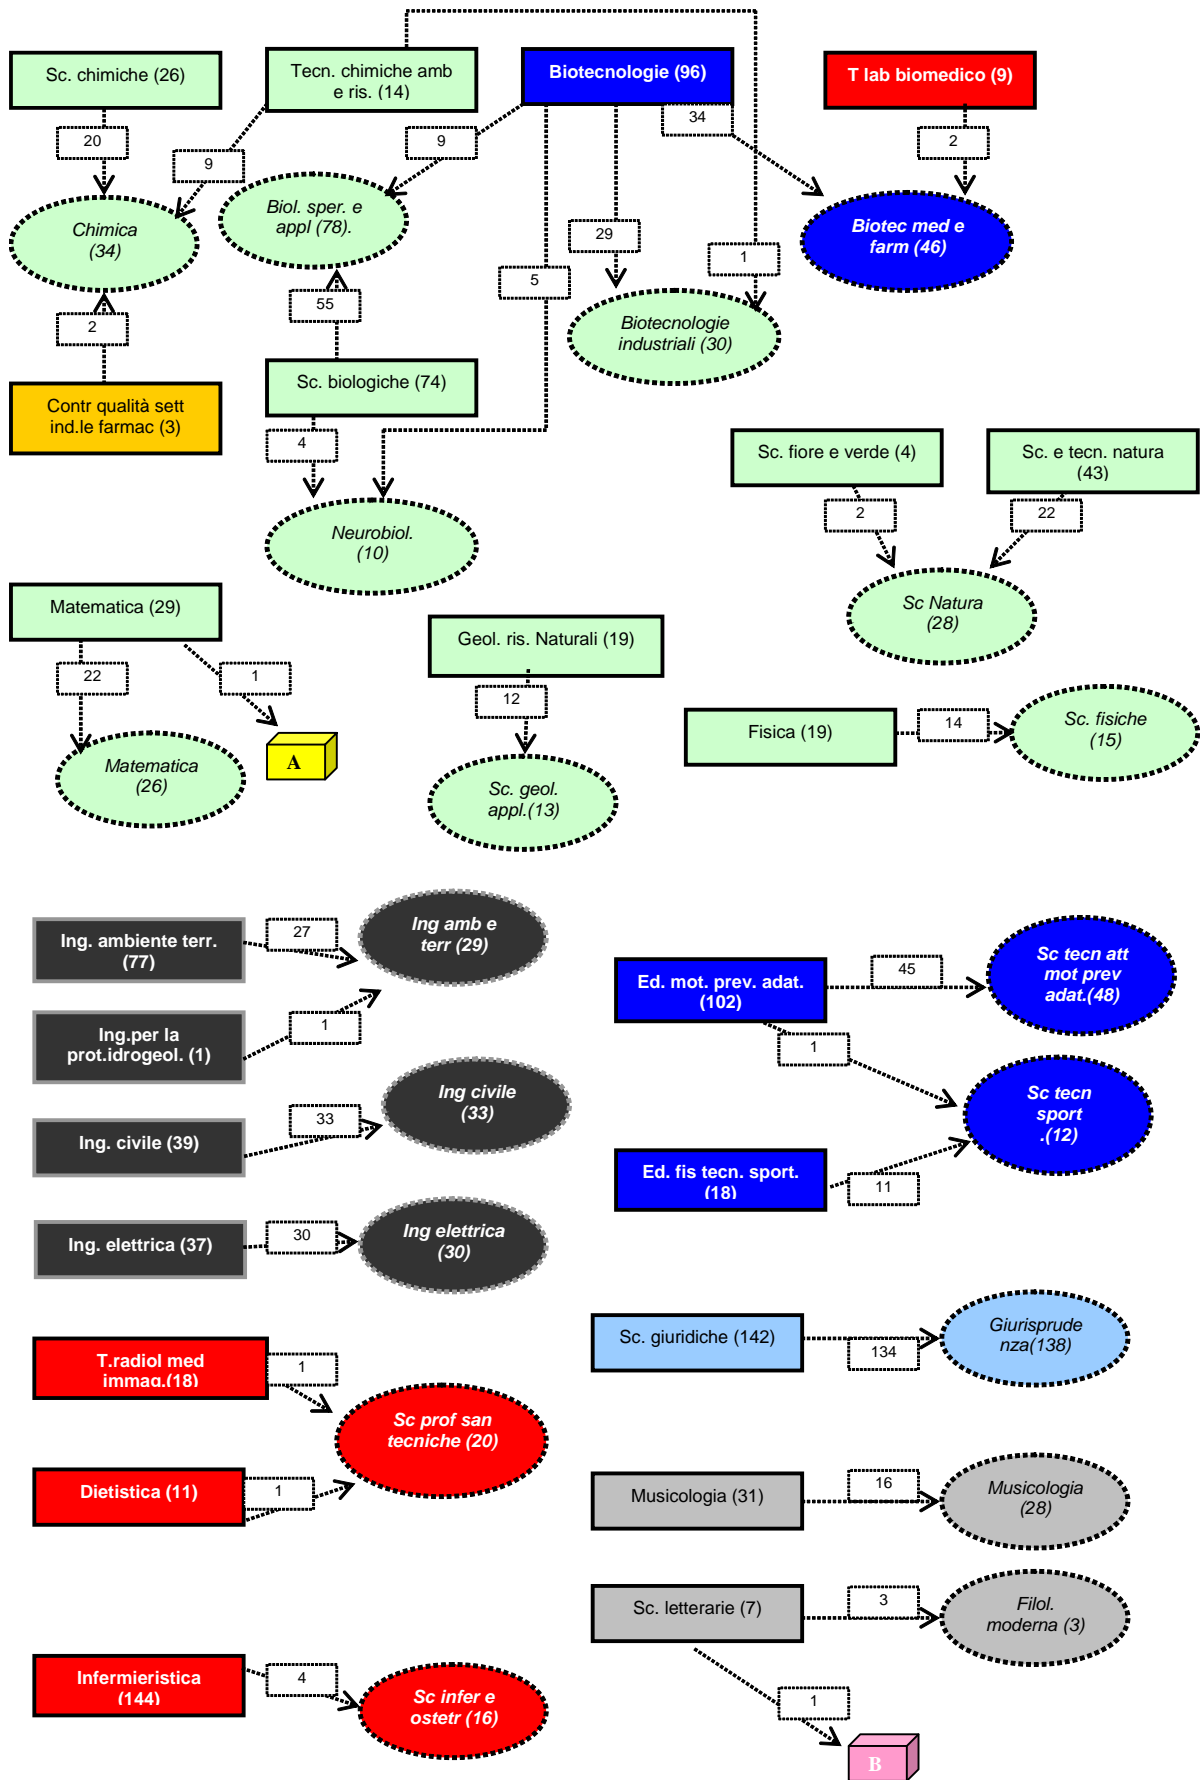 Sc. chimiche (26)
Tecn. chimiche amb
e ris. (14)
Biotecnologie (96)
T lab biomedico (9)
20
9
9
34
2
Chimica
(34)
Biol. sper. e
appl (78).
29
5
1
Biotec med e
farm (46)
2
55
Biotecnologie
industriali (30)
Contr qualità sett
ind.le farmac (3)
Sc. biologiche (74)
4
Sc. fiore e verde (4)
Sc. e tecn. natura
(43)
2
22
Neurobiol.
(10)
Sc Natura
(28)
Matematica (29)
22
1
Geol. ris. Naturali (19)
12
Fisica (19)
14
Sc. fisiche
(15)
A
Matematica
(26)
Sc. geol.
appl.(13)
Ing. ambiente terr.
(77)
27
Ing amb e
terr (29)
Ing.per la
prot.idrogeol. (1)
1
Ing. civile (39)
33
Ing civile
(33)
Ing. elettrica (37)
30
Ing elettrica
(30)
Ed. mot. prev. adat.
(102)
45
Sc tecn att
mot prev
adat.(48)
1
Sc tecn
sport
.(12)
Ed. fis tecn. sport.
(18)
11
T.radiol med
immag.(18)
1
Sc prof san
tecniche (20)
Dietistica (11)
1
Sc. giuridiche (142)
134
Giurisprude
nza(138)
Musicologia (31)
16
Musicologia
(28)
Sc. letterarie (7)
3
Filol.
moderna (3)
1
B
Infermieristica
(144)
4
Sc infer e
ostetr (16)